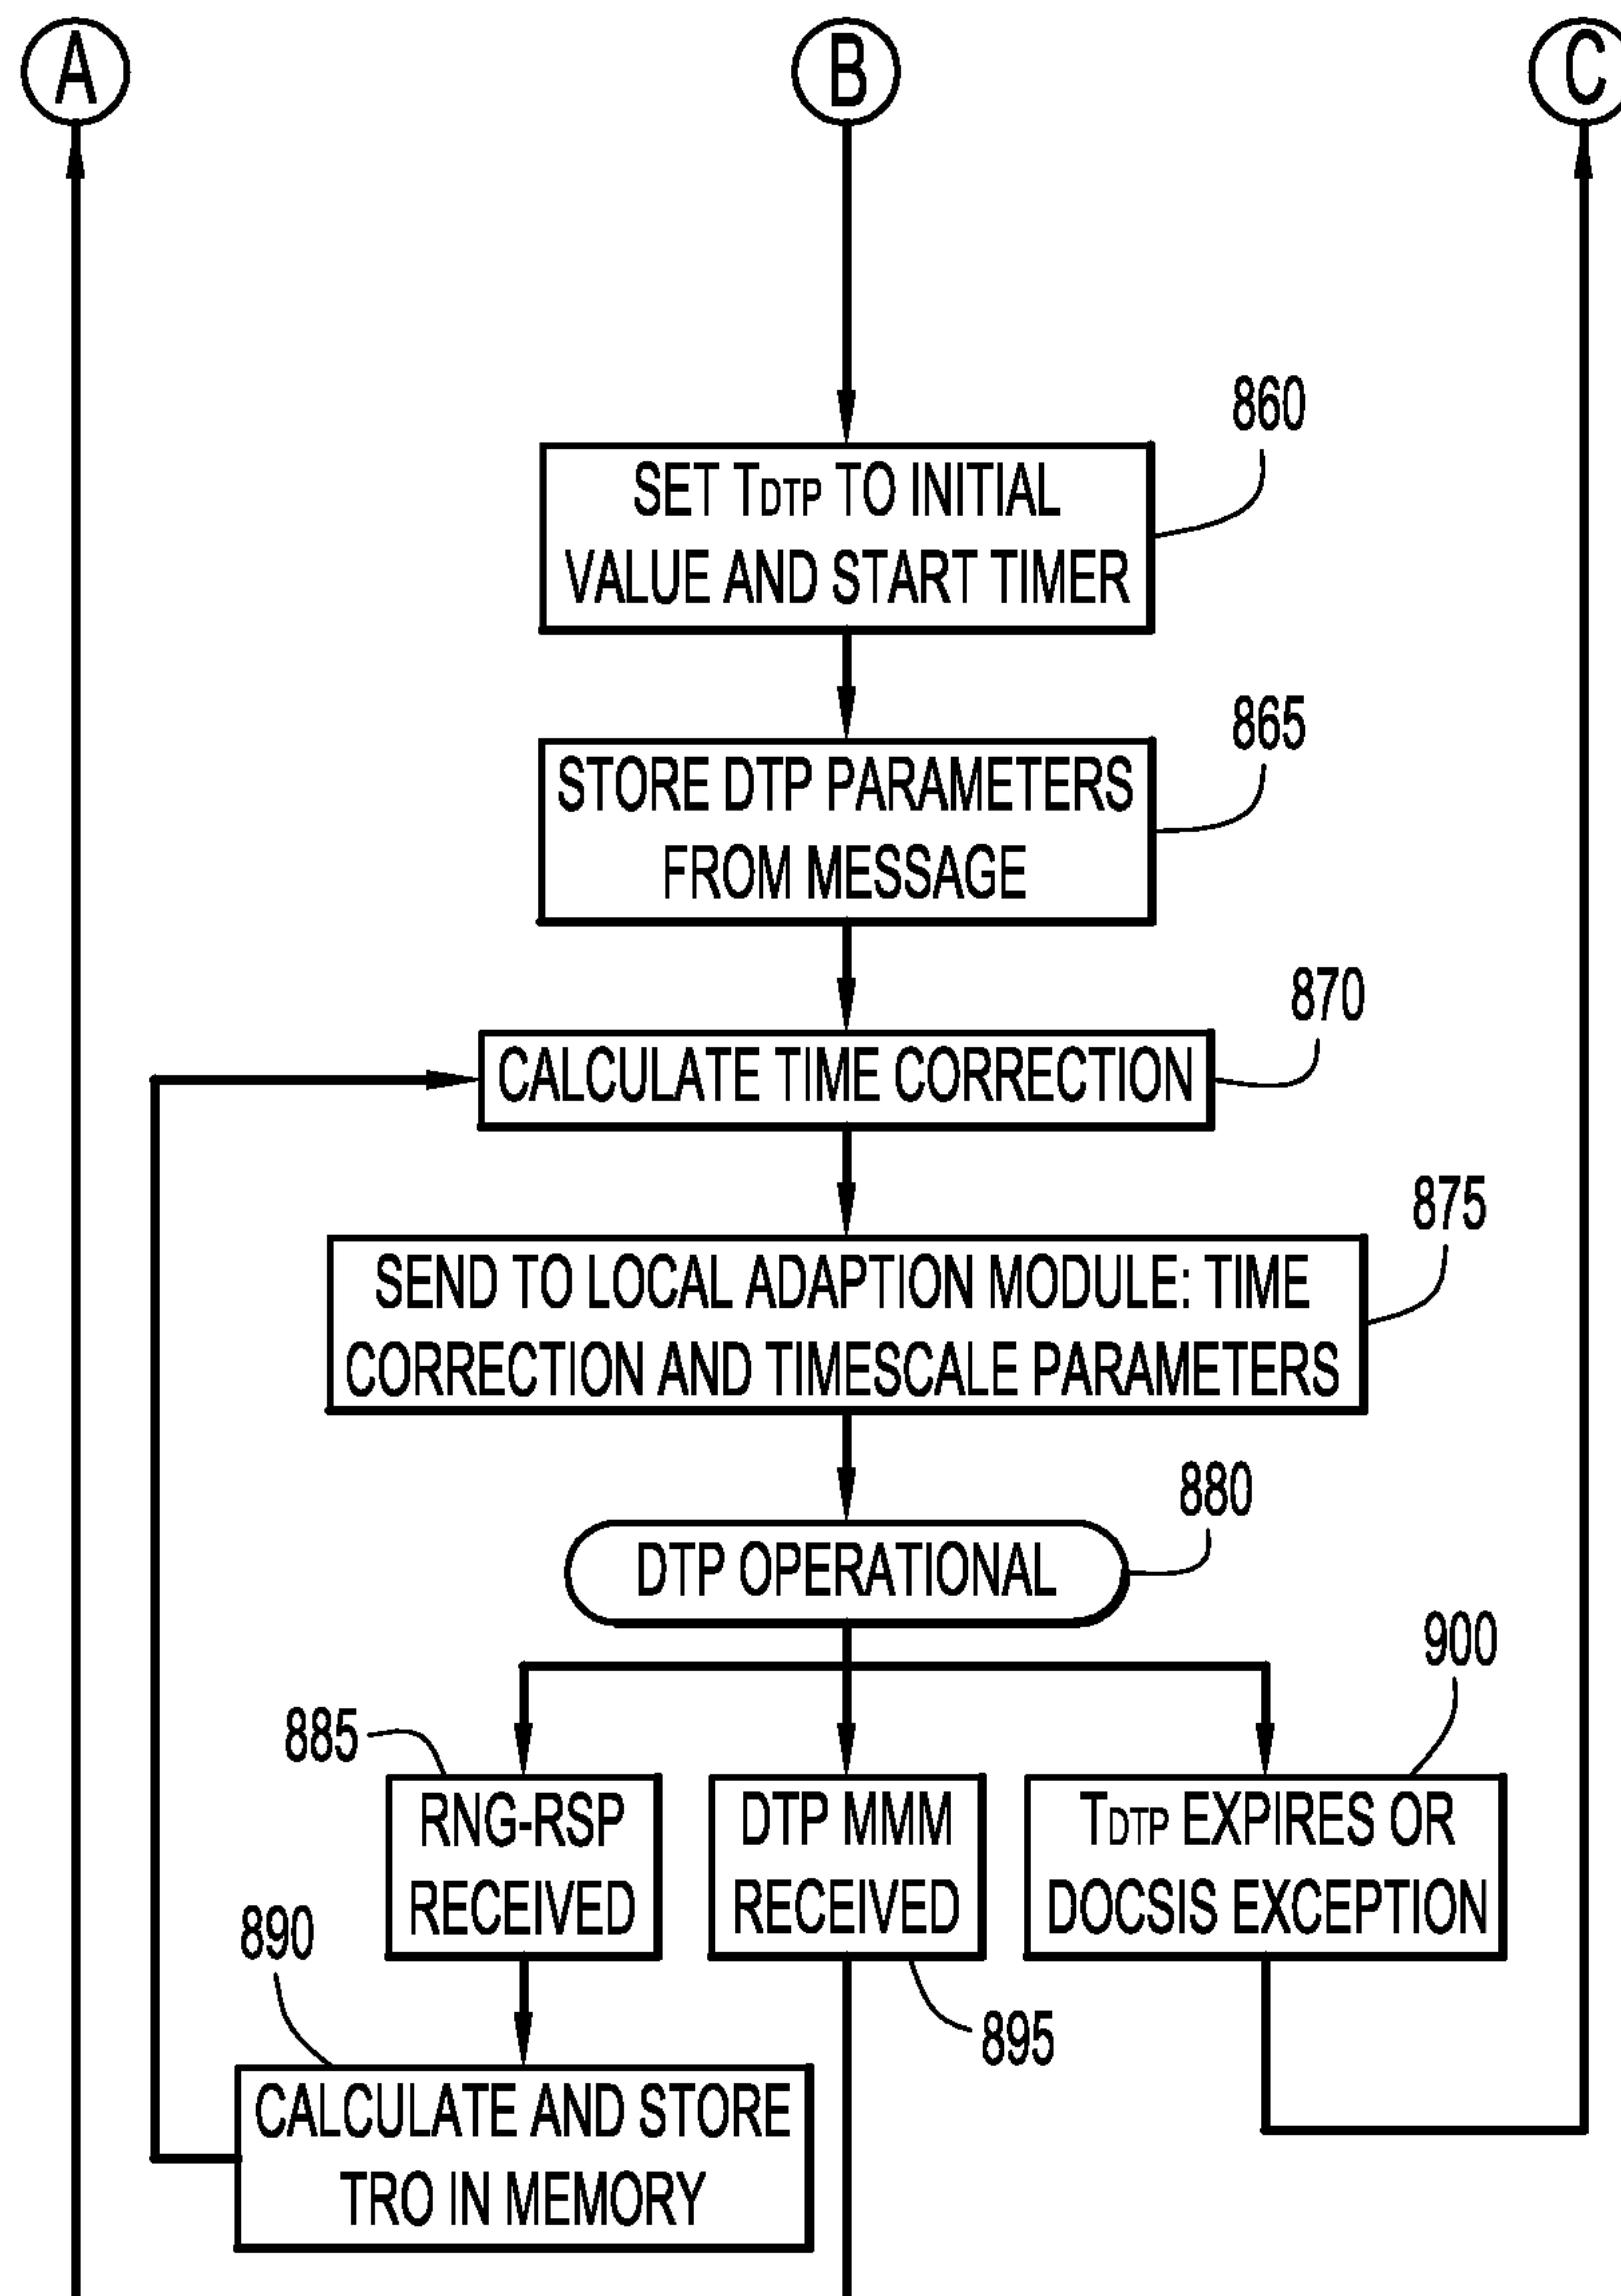 A
B
C
860
SET TDTP TO INITIAL
VALUE AND START TIMER
865
STORE DTP PARAMETERS
FROM MESSAGE
870
CALCULATE TIME CORRECTION
875
SEND TO LOCAL ADAPTION MODULE: TIME
CORRECTION AND TIMESCALE PARAMETERS
880
DTP OPERATIONAL
900
885
RNG-RSP
RECEIVED
DTP MMM
RECEIVED
TDTP EXPIRES OR
DOCSIS EXCEPTION
890
895
CALCULATE AND STORE
TRO IN MEMORY